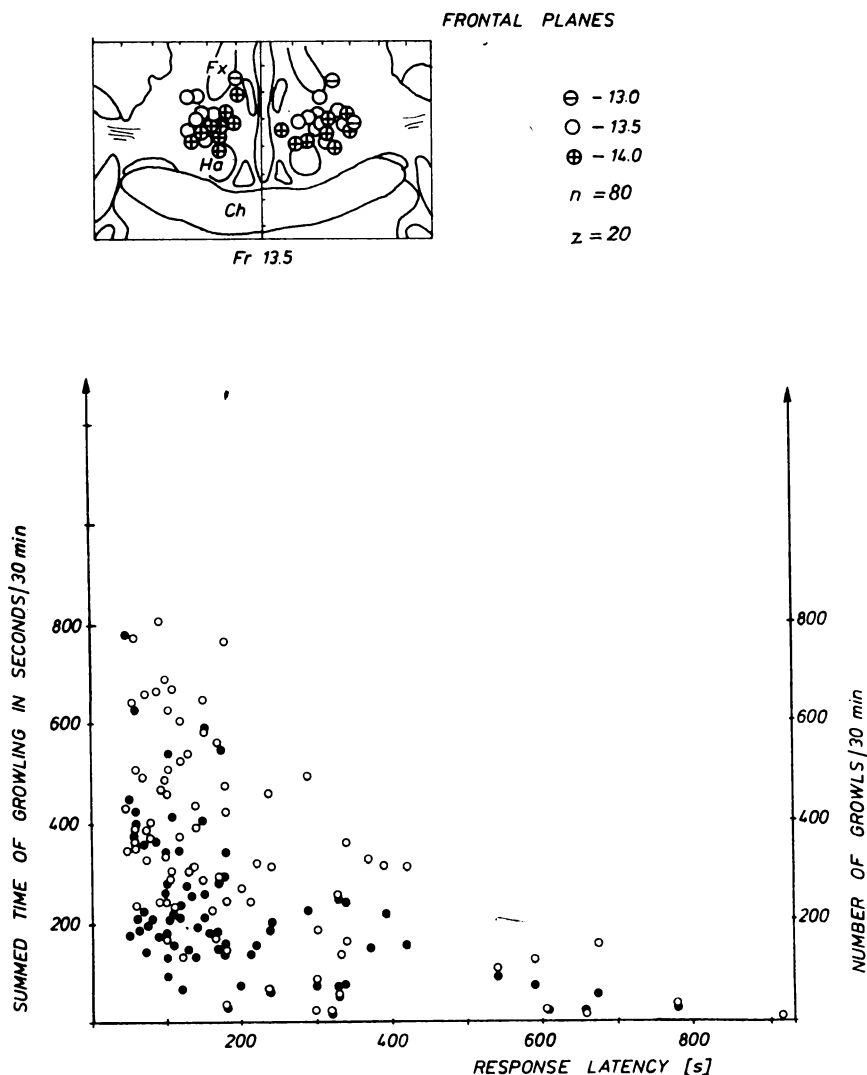 FRONTAL PLANES
Fx
Ha
Ch
Fr 13.5
⊖ - 13.0
○ - 13.5
⊕ - 14.0
n = 80
z = 20
SUMMED TIME OF GROWLING IN SECONDS/30 min
800
600
400
200
800
600
400
200
NUMBER OF GROWLS/30 min
200
400
600
800
RESPONSE LATENCY [s]